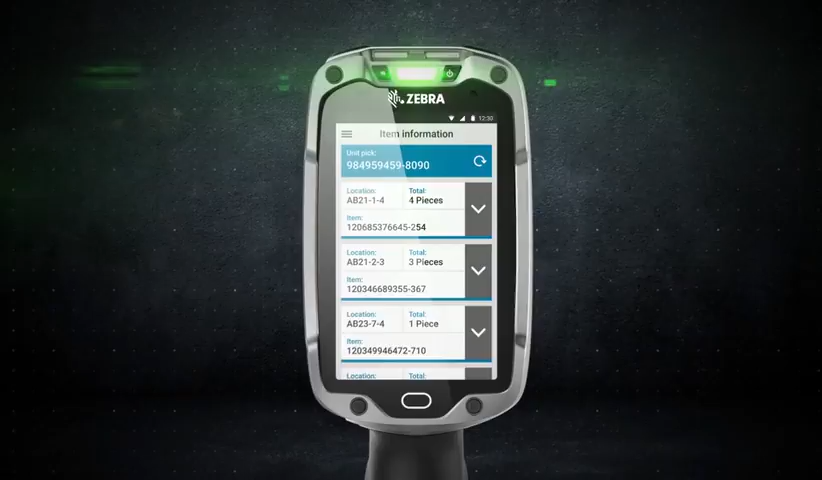 ZEBRA
12:30
Item information
Unit pick:
984959459-8090
Location:
Total:
AB21-1-4
4 Pieces
Item:
120685376645-254
Location:
Total:
AB21-2-3
3 Pieces
Item:
120346689355-367
Location:
Total:
AB23-7-4
1 Piece
Item:
120349946472-710
Location:
Total: